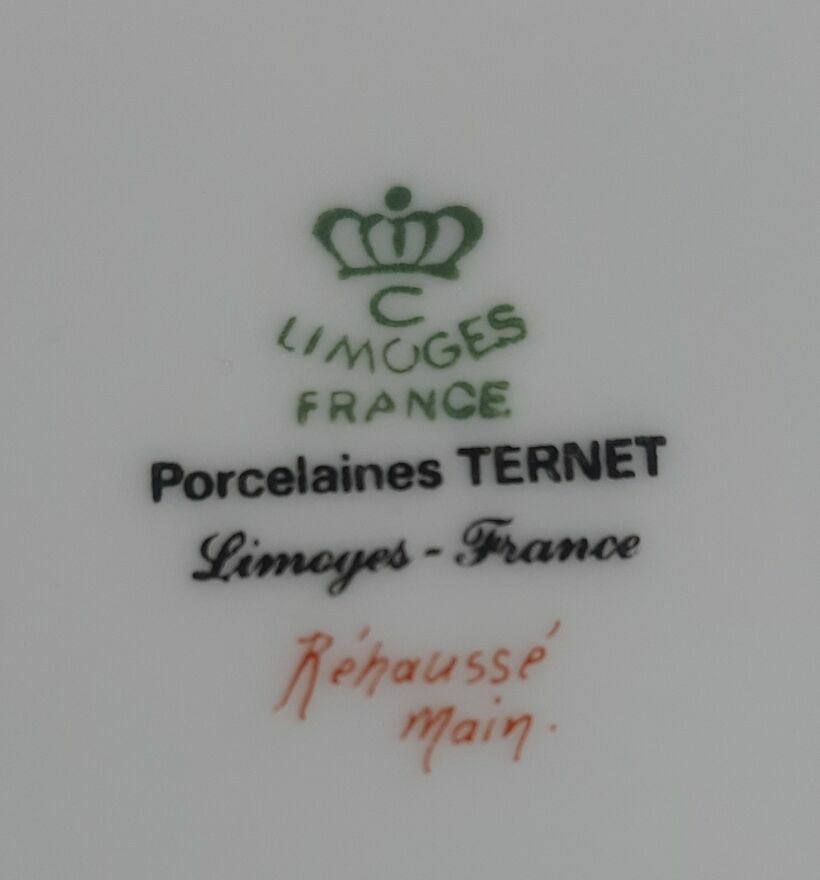 C
LIMOGES
FRANCE
Porcelaines TERNET
Limoges - France
Réhaussé
Main.